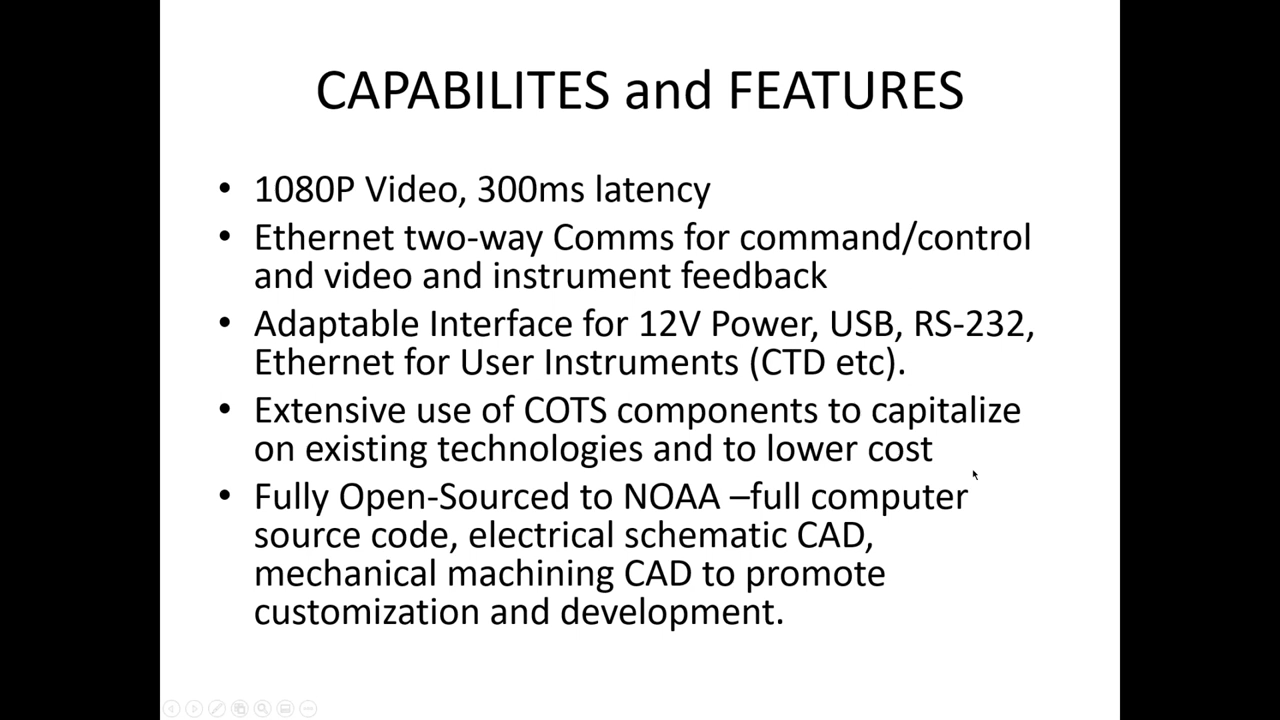 CAPABILITES and FEATURES
• 1080P Video, 300ms latency
• Ethernet two-way Comms for command/control
and video and instrument feedback
• Adaptable Interface for 12V Power, USB, RS-232,
Ethernet for User Instruments (CTD etc).
• Extensive use of COTS components to capitalize
on existing technologies and to lower cost
• Fully Open-Sourced to NOAA –full computer
source code, electrical schematic CAD,
mechanical machining CAD to promote
customization and development.